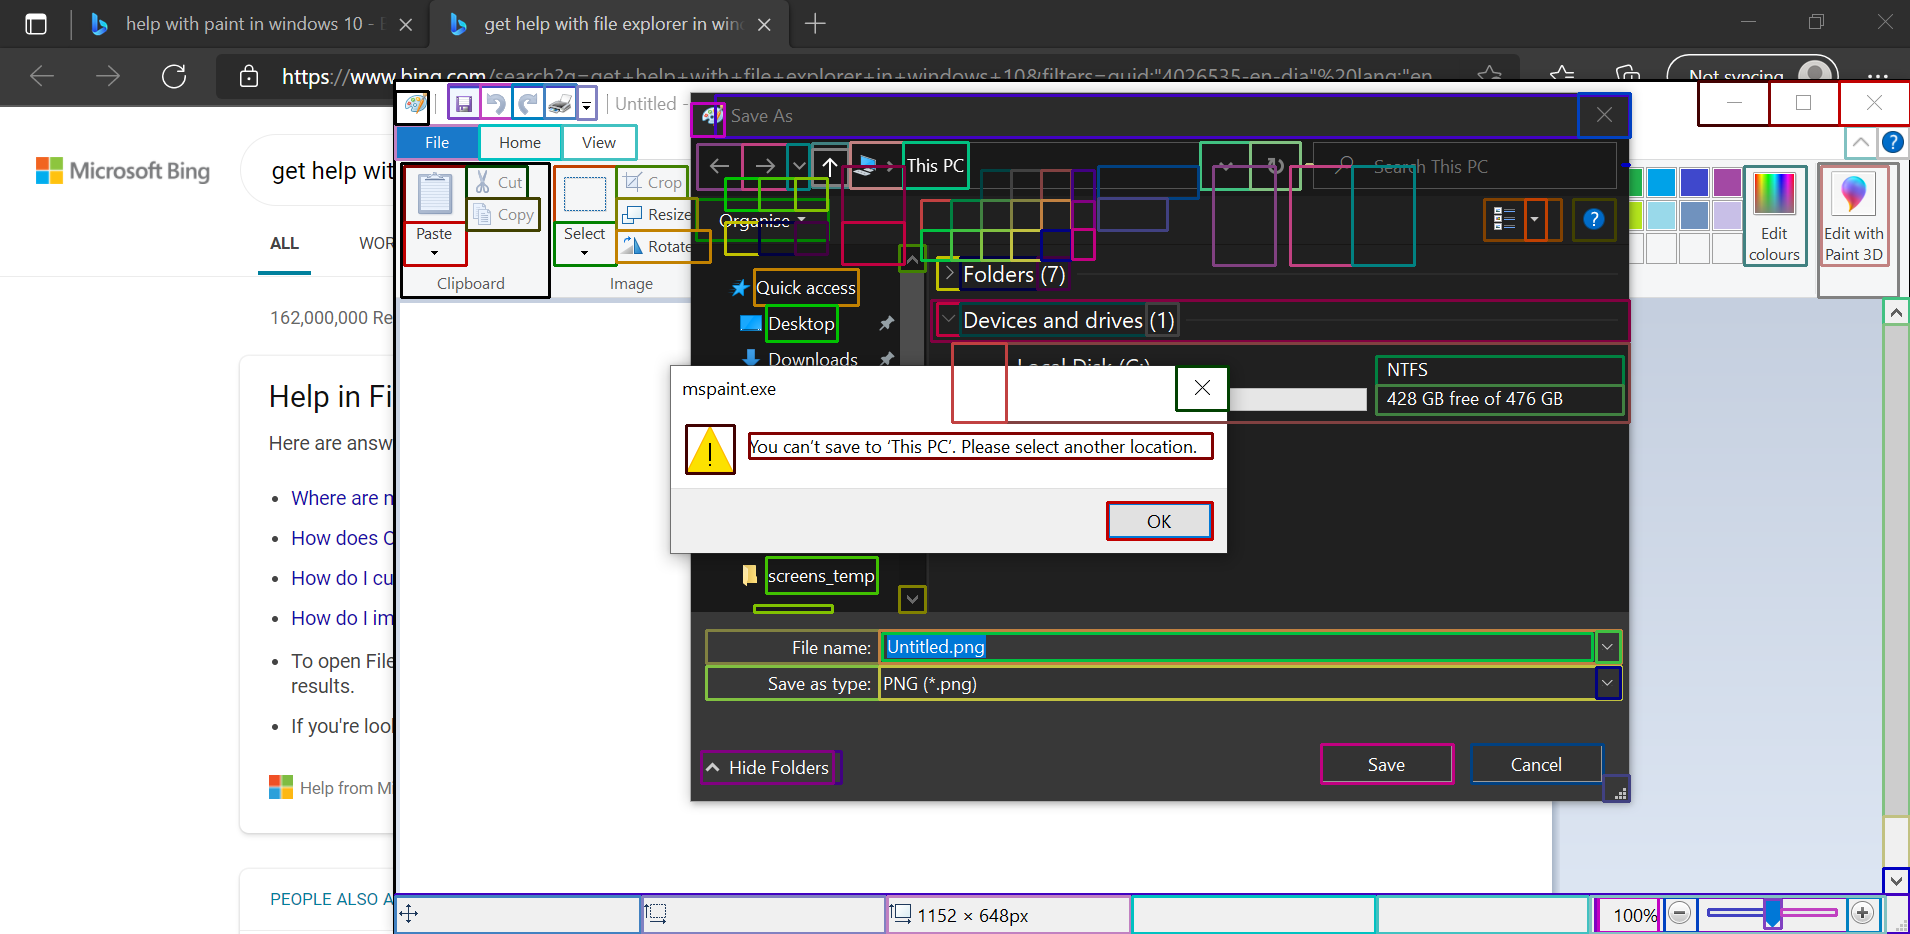 help with paint in windows 10 -
get help with file explorer in win
https://www.bing.com/search?q=get+help+with+file+explorer+in+windows+10&filters=guid:"4026535-en-dia"%20lang:"en
Not syncing
Microsoft Bing
get help wit
ALL
WOR
162,000,000 Re
Help in Fi
Here are answ
Where are n
How does C
How do I cu
How do I im
To open File
results.
If you're lool
Help from Mi
PEOPLE ALSO A
Untitled -
File
Home
View
Paste
Cut
Copy
Clipboard
Select
Crop
Resize
Rotate
Image
Edit
colours
Edit with
Paint 3D
Save As
This PC
Search This PC
Organise
Quick access
Desktop
Downloads
screens_temp
Folders (7)
Devices and drives (1)
Local Disk (C:)
NTFS
428 GB free of 476 GB
mspaint.exe
You can't save to 'This PC'. Please select another location.
OK
File name:
Untitled.png
Save as type:
PNG (*.png)
Hide Folders
Save
Cancel
1152 × 648px
100%